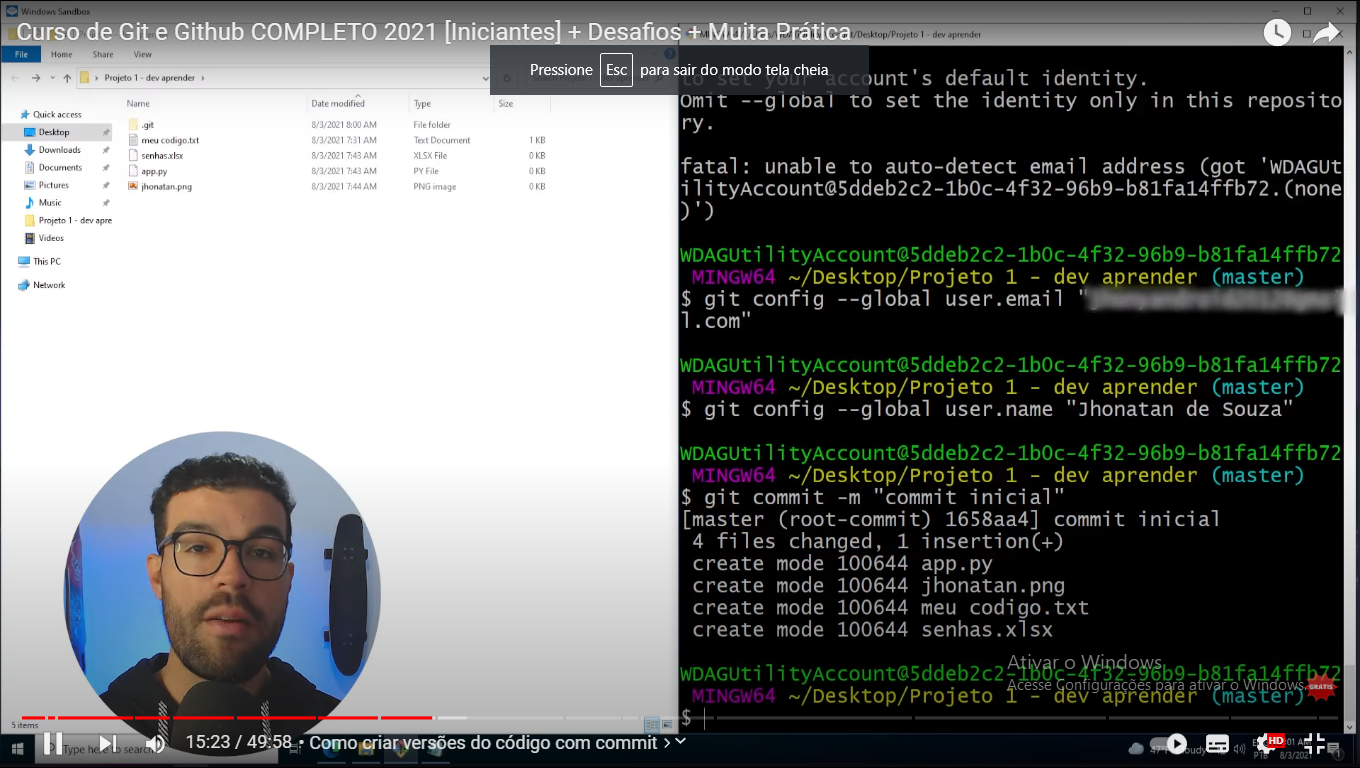 Windows Sandbox
Curso de Git e Github COMPLETO 2021 [Iniciantes] + Desafios + Muita Prática
/Desktop/Projeto 1 - dev aprender
File Home Share View
Pressione Esc para sair do modo tela cheia
Projeto 1 - dev aprender
Name Date modified Type Size
Quick access
Desktop
Downloads
Documents
Pictures
Music
Projeto 1 - dev apre
Videos
This PC
Network
.git 8/3/2021 8:00 AM File folder
meu codigo.txt 8/3/2021 7:31 AM Text Document 1 KB
senhas.xlsx 8/3/2021 7:43 AM XLSX File 0 KB
app.py 8/3/2021 7:43 AM PY File 0 KB
jhonatan.png 8/3/2021 7:44 AM PNG image 0 KB
to set your account's default identity.
Omit --global to set the identity only in this reposito
ry.
fatal: unable to auto-detect email address (got 'WDAGUt
ilityAccount@5ddeb2c2-1b0c-4f32-96b9-b81fa14ffb72.(none
)')
WDAGUtilityAccount@5ddeb2c2-1b0c-4f32-96b9-b81fa14ffb72
MINGW64 ~/Desktop/Projeto 1 - dev aprender (master)
$ git config --global user.email "
l.com"
WDAGUtilityAccount@5ddeb2c2-1b0c-4f32-96b9-b81fa14ffb72
MINGW64 ~/Desktop/Projeto 1 - dev aprender (master)
$ git config --global user.name "Jhonatan de Souza"
WDAGUtilityAccount@5ddeb2c2-1b0c-4f32-96b9-b81fa14ffb72
MINGW64 ~/Desktop/Projeto 1 - dev aprender (master)
$ git commit -m "commit inicial"
[master (root-commit) 1658aa4] commit inicial
4 files changed, 1 insertion(+)
create mode 100644 app.py
create mode 100644 jhonatan.png
create mode 100644 meu codigo.txt
create mode 100644 senhas.xlsx
WDAGUtilityAccount@5ddeb2c2-1b0c-4f32-96b9-b81fa14ffb72
MINGW64 ~/Desktop/Projeto 1 - dev aprender (master)
$
Ativar o Windows
Acesse Configurações para ativar o Windows.
GRÁTIS
5 items
Type here to search
15:23 / 49:58 • Como criar versões do código com commit
47°F
HD
PTB
8/3/2021